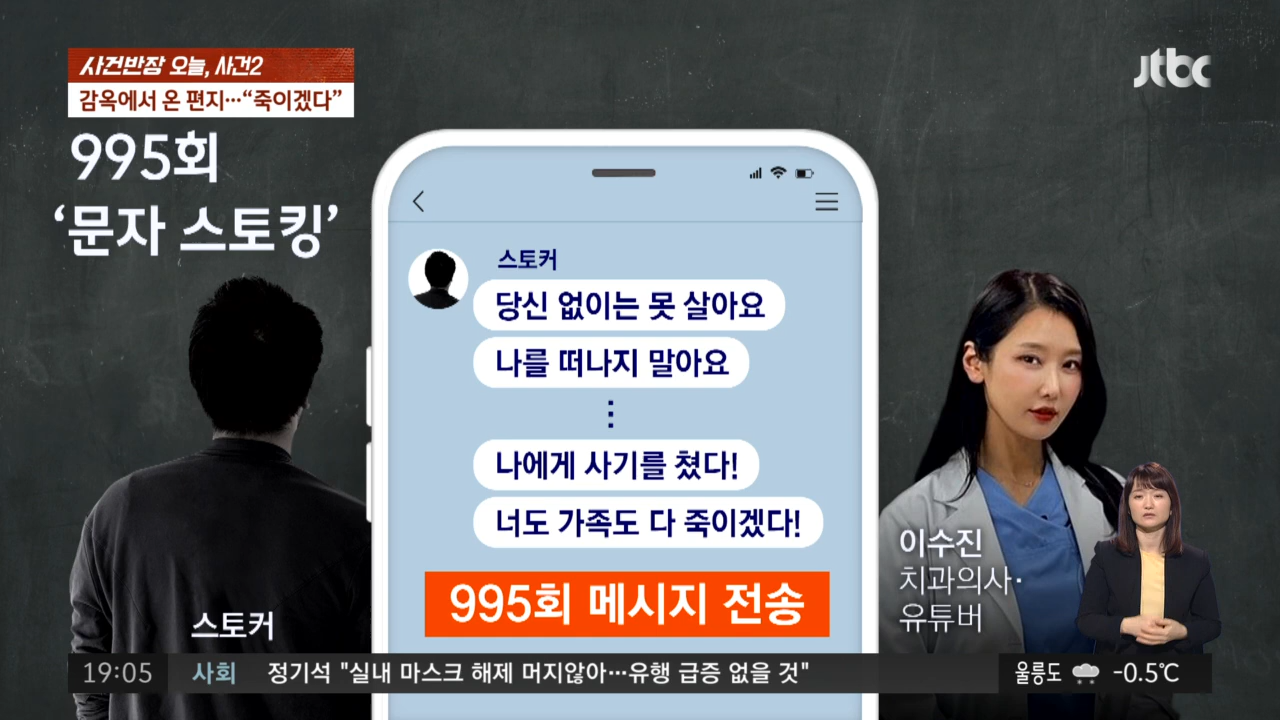 사건반장 오늘, 사건2
감옥에서 온 편지…“죽이겠다”
jtbc
995회
‘문자 스토킹’
스토커
당신 없이는 못 살아요
나를 떠나지 말아요
⋮
나에게 사기를 쳤다!
너도 가족도 다 죽이겠다!
995회 메시지 전송
스토커
이수진
치과의사·
유튜버
19:05 사회 정기석 "실내 마스크 해제 머지않아…유행 급증 없을 것" 울릉도 -0.5℃